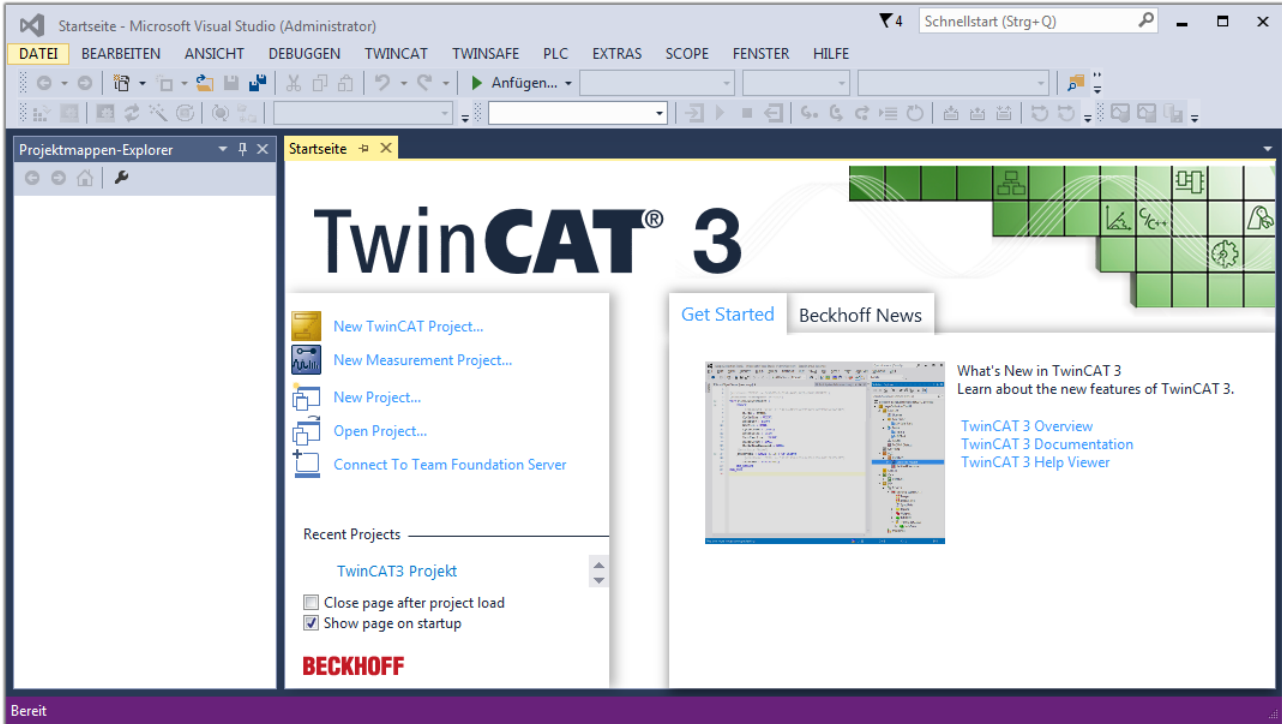 Startseite - Microsoft Visual Studio (Administrator)
4
Schnellstart (Strg+Q)
DATEI BEARBEITEN ANSICHT DEBUGGEN TWINCAT TWINSAFE PLC EXTRAS SCOPE FENSTER HILFE
Anfügen...
Projektmappen-Explorer
Startseite
C/C++
TwinCAT® 3
New TwinCAT Project...
New Measurement Project...
New Project...
Open Project...
Connect To Team Foundation Server
Recent Projects
TwinCAT3 Projekt
Close page after project load
Show page on startup
BECKHOFF
Get Started
Beckhoff News
What's New in TwinCAT 3
Learn about the new features of TwinCAT 3.
TwinCAT 3 Overview
TwinCAT 3 Documentation
TwinCAT 3 Help Viewer
Bereit